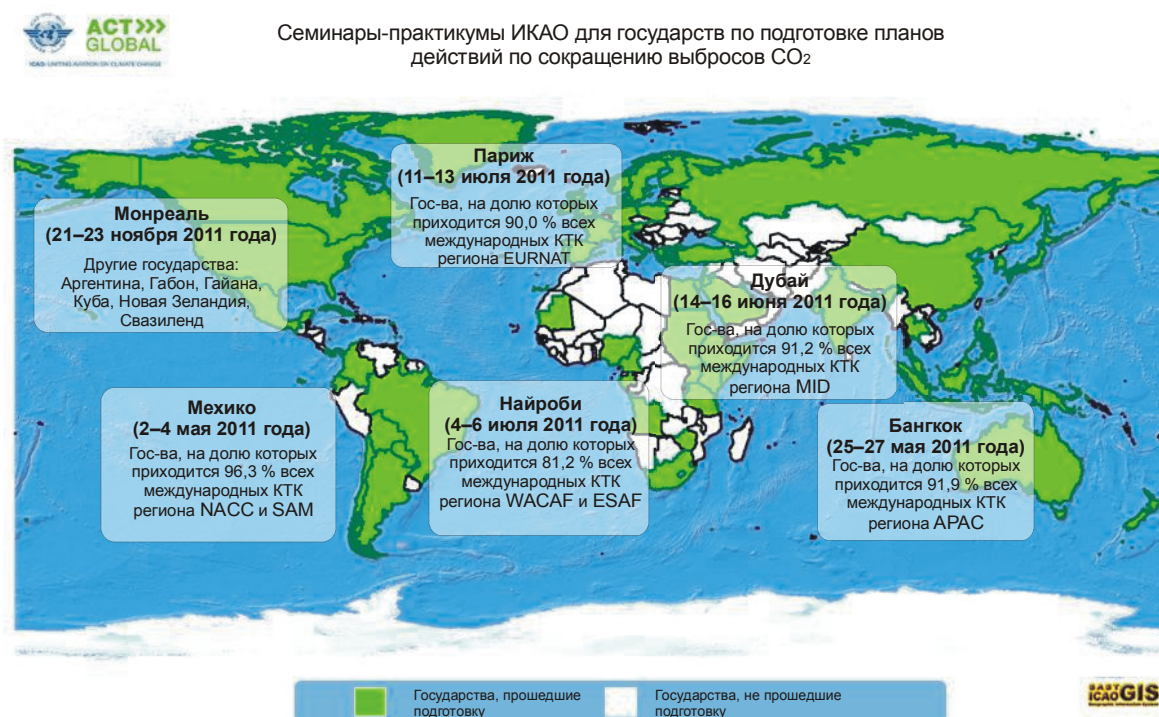 ACT>>>
GLOBAL
ICAO: UNITING AVIATION ON CLIMATE CHANGE
Семинары-практикумы ИКАО для государств по подготовке планов
действий по сокращению выбросов CO2
Париж
(11–13 июля 2011 года)
Гос-ва, на долю которых
приходится 90,0 % всех
международных КТК
региона EURNAT
Монреаль
(21–23 ноября 2011 года)
Другие государства:
Аргентина, Габон, Гайана,
Куба, Новая Зеландия,
Свазиленд
Дубай
(14–16 июня 2011 года)
Гос-ва, на долю которых
приходится 91,2 % всех
международных КТК
региона MID
Мехико
(2–4 мая 2011 года)
Гос-ва, на долю которых
приходится 96,3 % всех
международных КТК
региона NACC и SAM
Найроби
(4–6 июля 2011 года)
Гос-ва, на долю которых
приходится 81,2 % всех
международных КТК
региона WACAF и ESAF
Бангкок
(25–27 мая 2011 года)
Гос-ва, на долю которых
приходится 91,9 % всех
международных КТК
региона APAC
Государства, прошедшие
подготовку
Государства, не прошедшие
подготовку
ICAO GIS